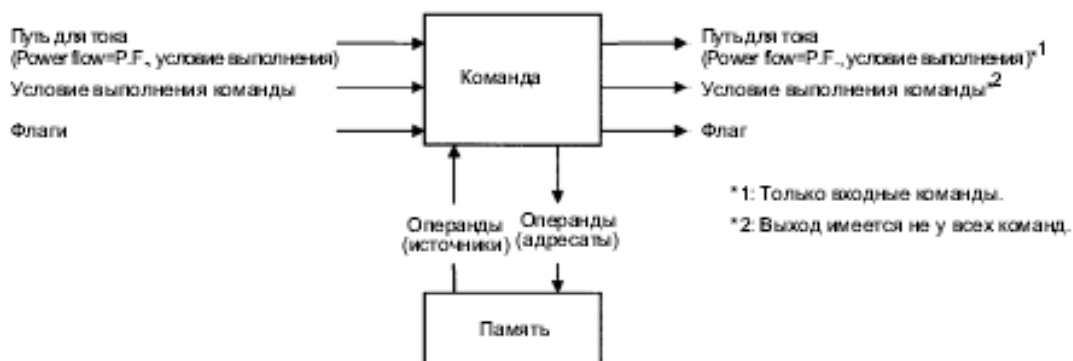 Путь для тока
(Power flow=P.F., условие выполнения)
Условие выполнения команды
Флаги
Команда
Путь для тока
(Power flow=P.F., условие выполнения)*1
Условие выполнения команды*2
Флаг
*1: Только входные команды.
*2: Выход имеется не у всех команд.
Операнды
(источники)
Операнды
(адресаты)
Память